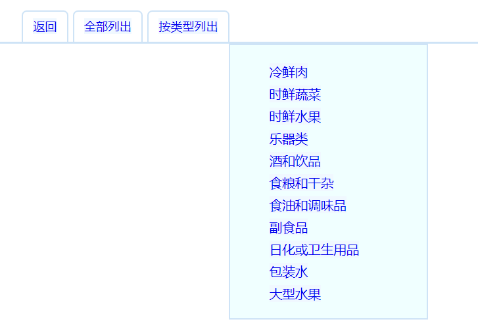 返回 全部列出 按类型列出
冷鲜肉
时鲜蔬菜
时鲜水果
乐器类
酒和饮品
食粮和干杂
食油和调味品
副食品
日化或卫生用品
包装水
大型水果